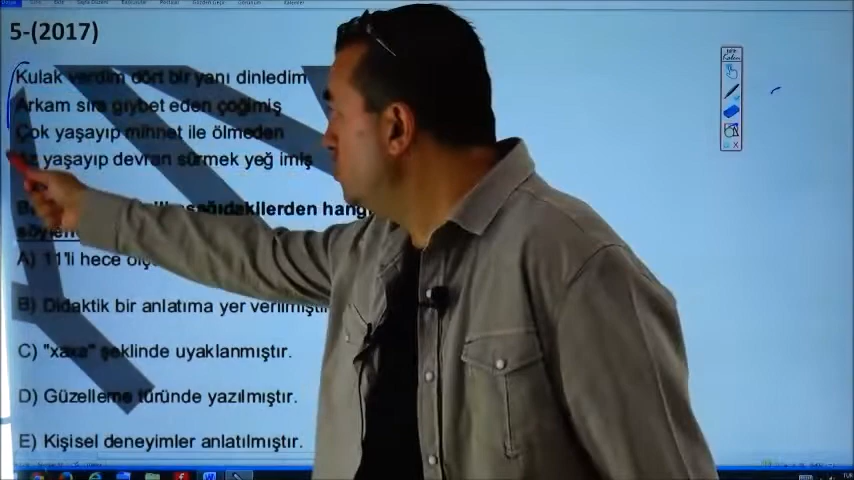 5-(2017)
Kulak verdim dört bir yanı dinledim
Arkam sıra gıybet eden çoğimiş
Çok yaşayıp mihnet ile ölmeden
yaşayıp devran sürmek yeğ imiş
aşağıdakilerden
A) 11'li hece
B) Didaktik bir anlatıma yer
C) "xaxa" şeklinde uyaklanmıştır.
D) Güzelleme türünde yazılmıştır.
E) Kişisel deneyimler anlatılmıştır.